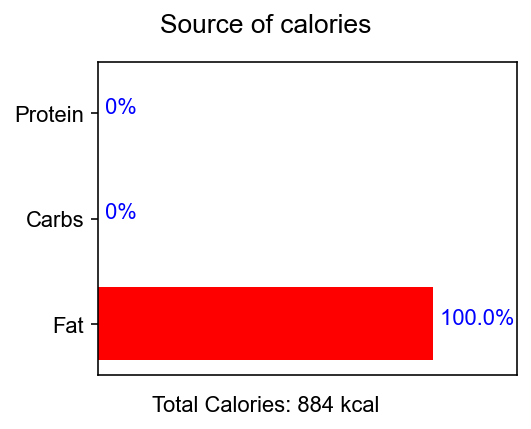 Source of calories
Protein 0%
Carbs 0%
Fat 100.0%
Total Calories: 884 kcal